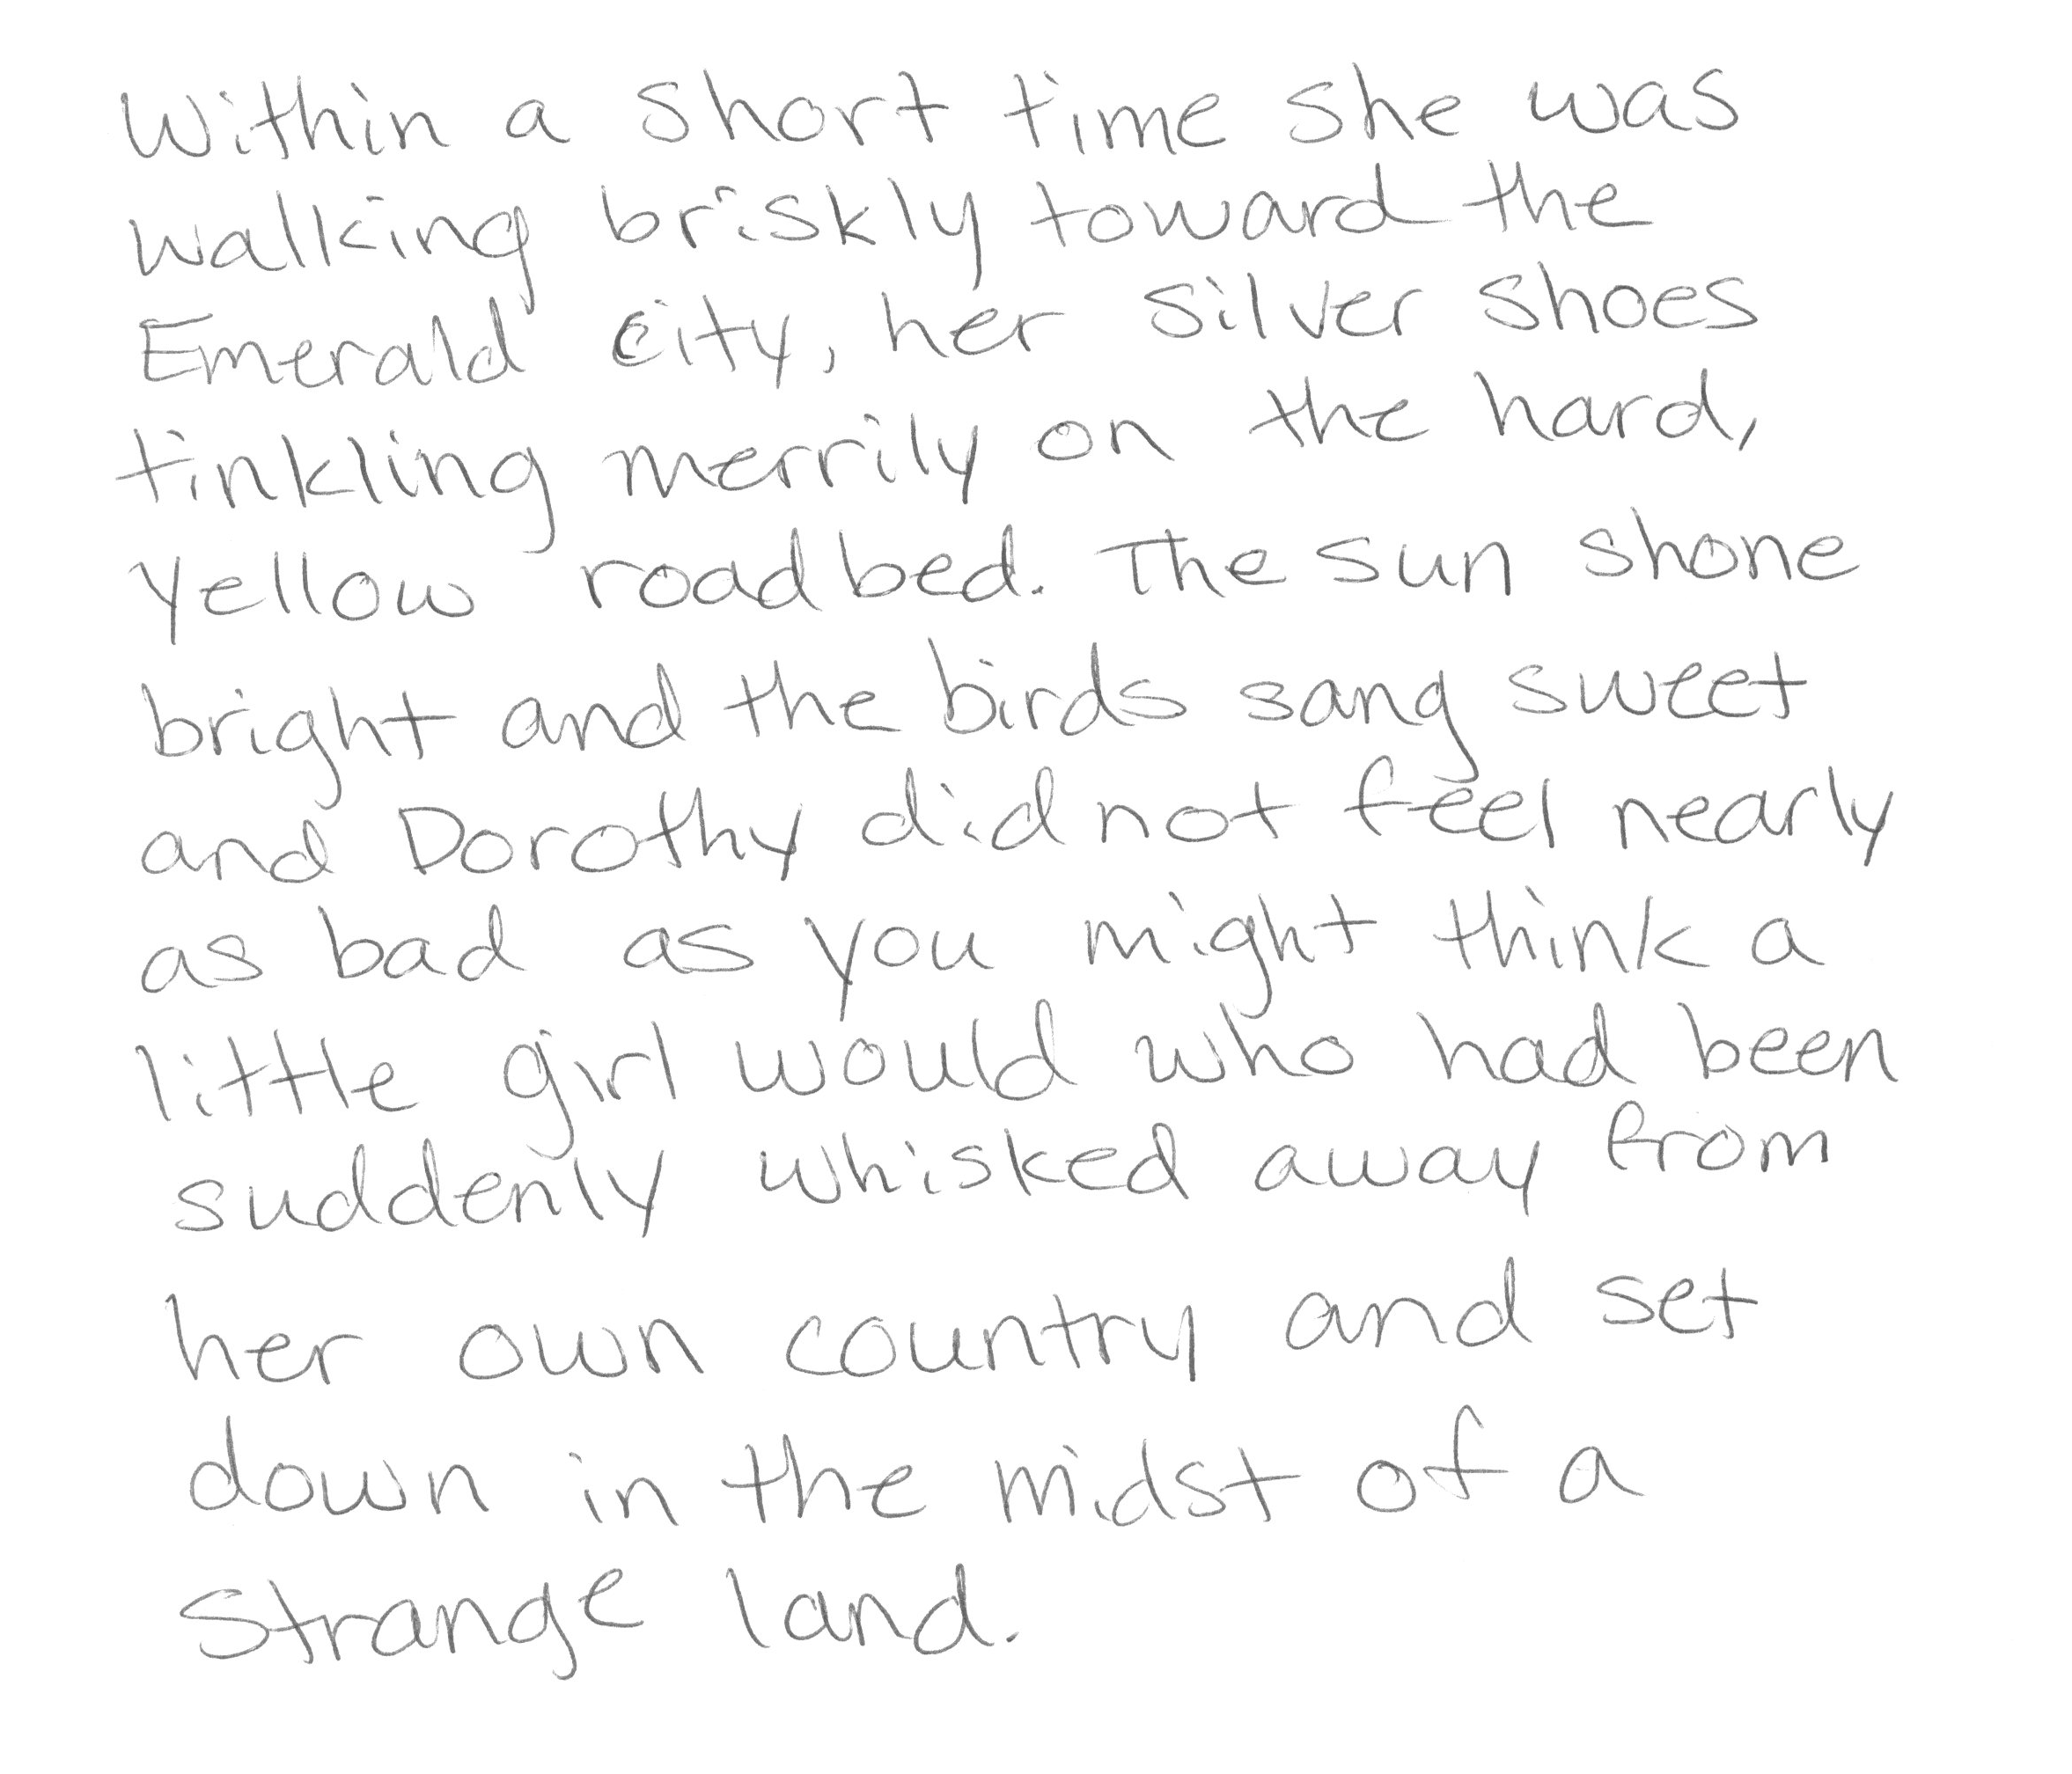 Within a short time she was
walking briskly toward the
Emerald City, her silver shoes
tinkling merrily on the hard,
yellow roadbed. The sun shone
bright and the birds sang sweet
and Dorothy did not feel nearly
as bad as you might think a
little girl would who had been
suddenly whisked away from
her own country and set
down in the midst of a
strange land.